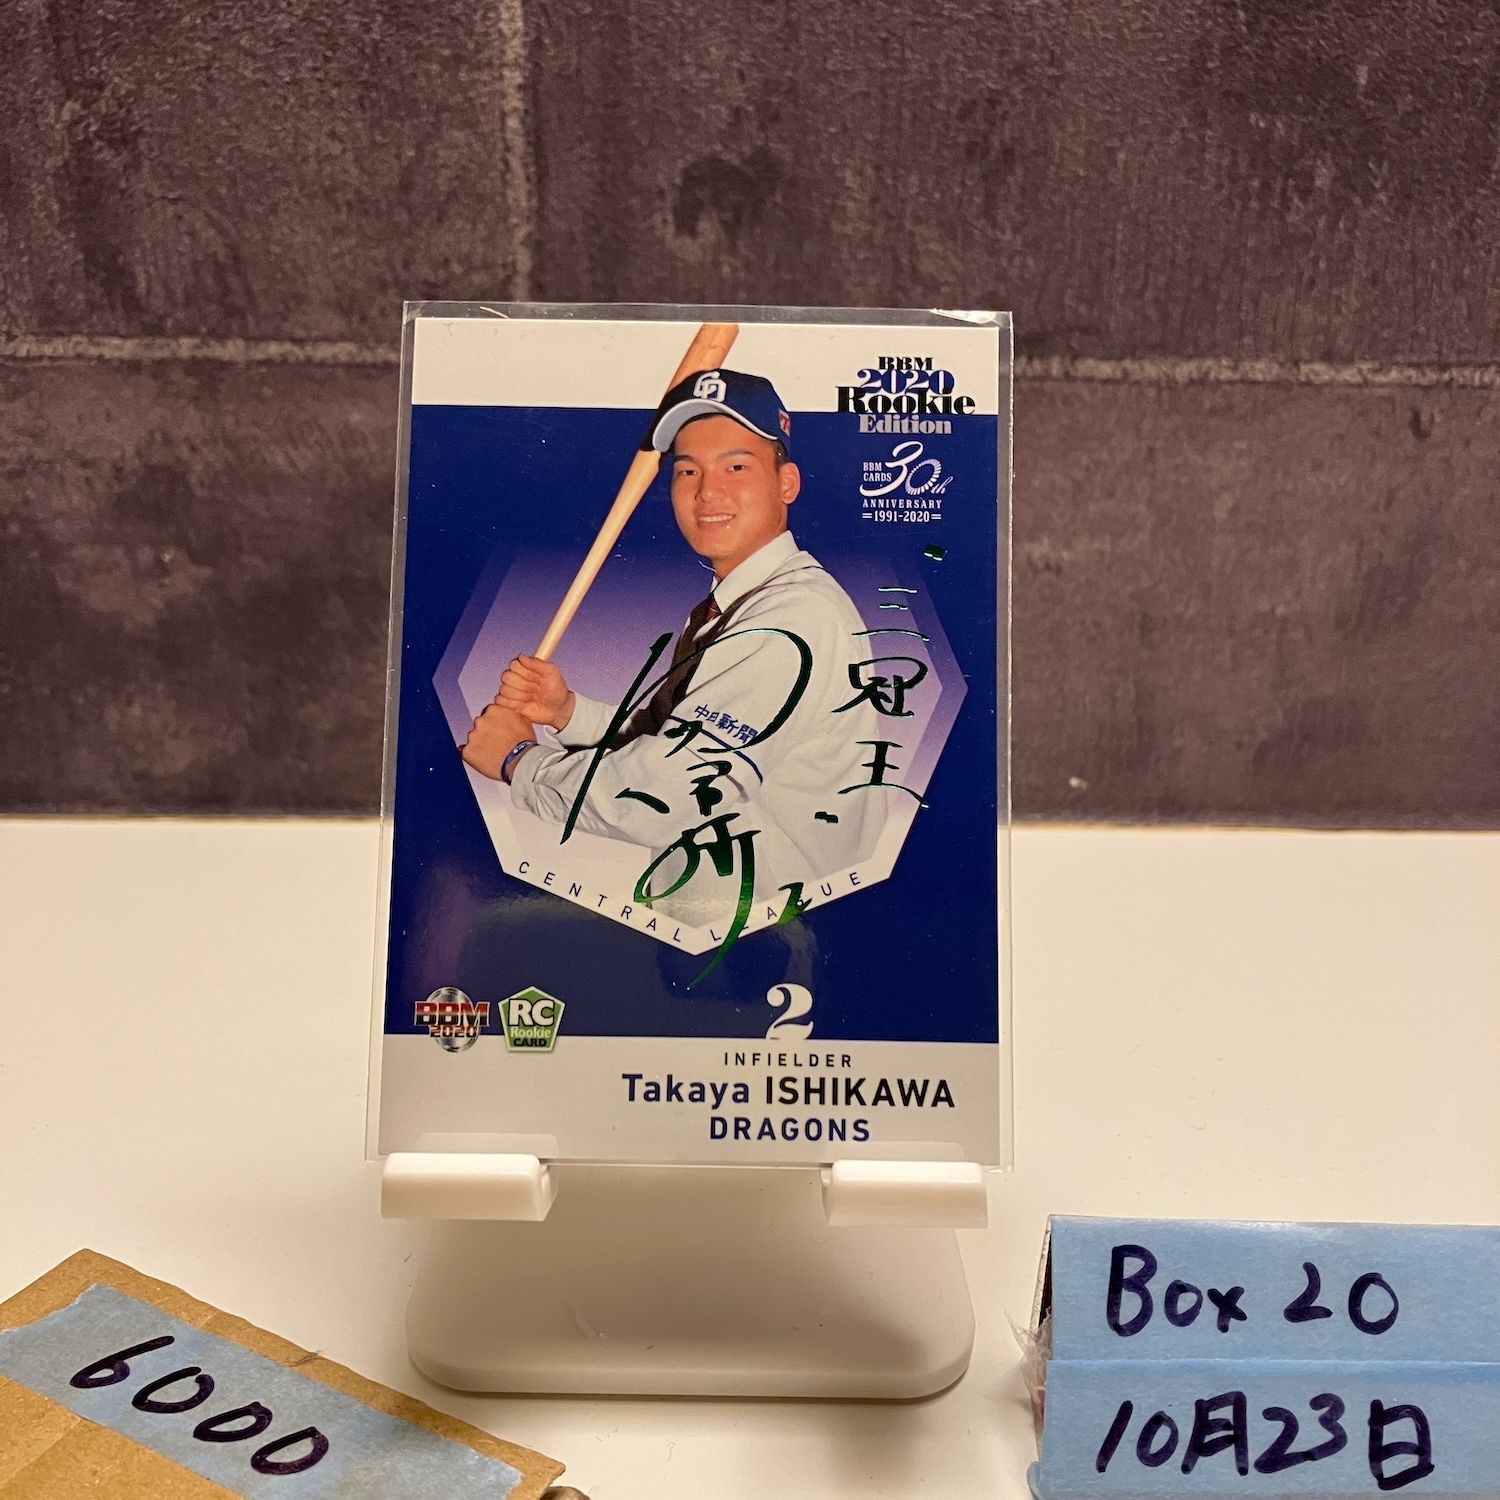 BBM
2020
Rookie
Edition
BBM
CARDS
30th
ANNIVERSARY
=1991-2020=
三冠王
中日新聞
CENTRAL LEAGUE
BBM
2020
RC
Rookie
CARD
2
INFIELDER
Takaya ISHIKAWA
DRAGONS
6000
Box 20
10月23日